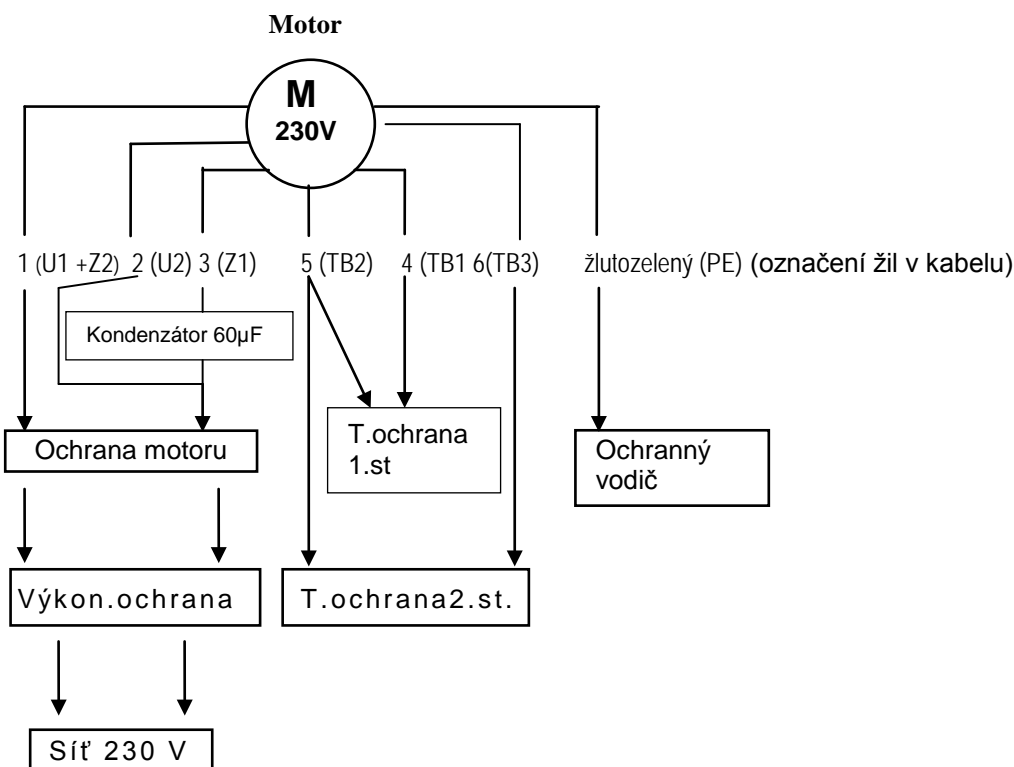 Motor
M
230V
1 (U1 +Z2) 2 (U2) 3 (Z1) 5 (TB2) 4 (TB1 6(TB3) žlutozelený (PE) (označení žil v kabelu)
Kondenzátor 60µF
Ochrana motoru
T.ochrana
1.st
Ochranný
vodič
Výkon.ochrana
T.ochrana2.st.
Síť 230 V